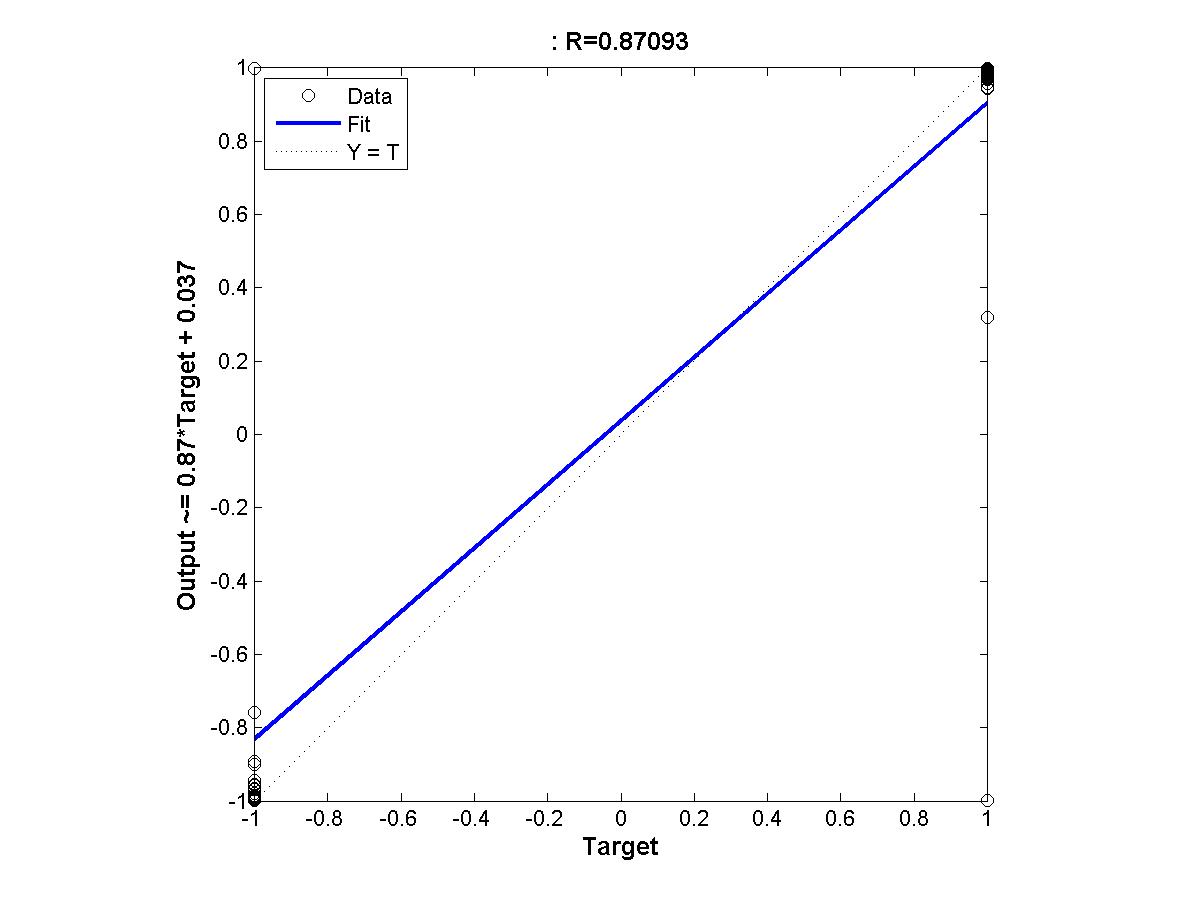 : R=0.87093
Data
Fit
Y = T
1
0.8
0.6
0.4
0.2
0
-0.2
-0.4
-0.6
-0.8
-1
Output ~= 0.87*Target + 0.037
-1 -0.8 -0.6 -0.4 -0.2 0 0.2 0.4 0.6 0.8 1
Target